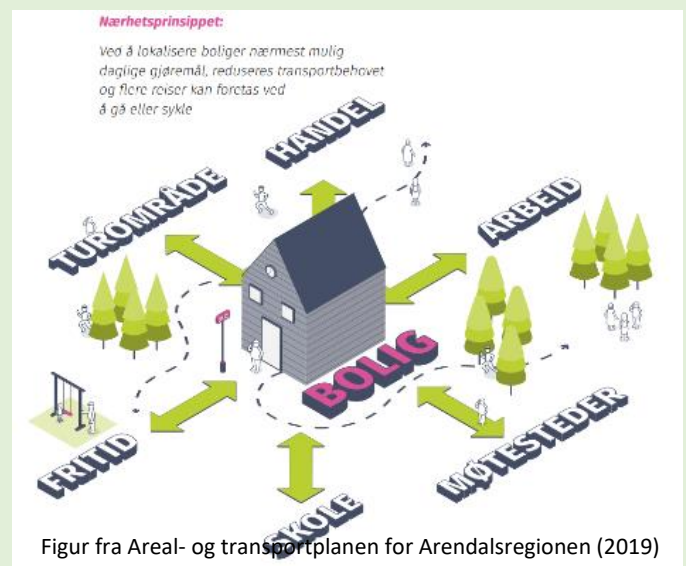 Nærhetsprinsippet:
Ved å lokalisere boliger nærmest mulig
daglige gjøremål, reduseres transportbehovet
og flere reiser kan foretas ved
å gå eller sykle
HANDEL
TUROMRÅDE
ARBEID
BOLIG
FRITID
MØTESTEDER
SKOLE
Figur fra Areal- og transportplanen for Arendalsregionen (2019)